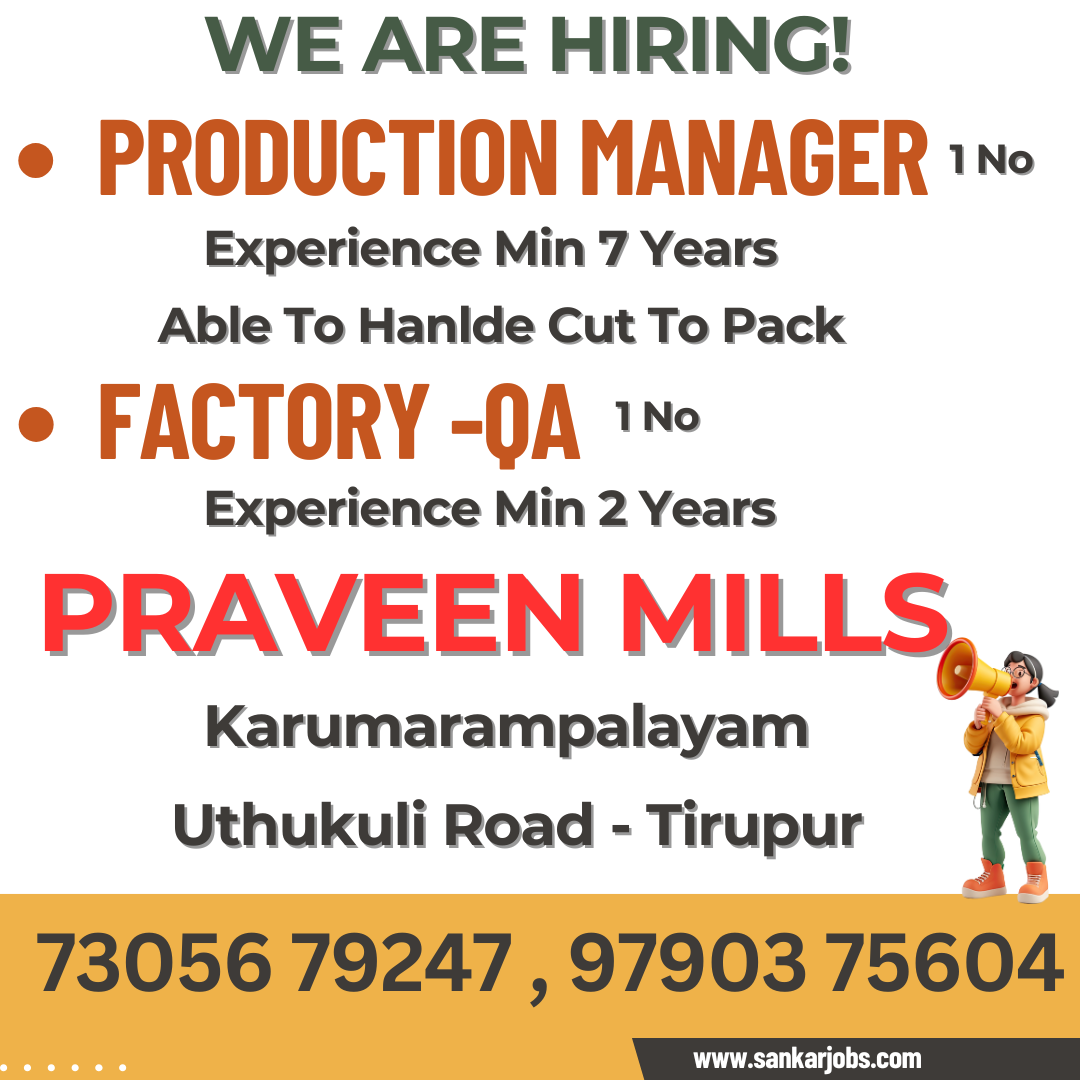 WE ARE HIRING!
• PRODUCTION MANAGER 1 No
Experience Min 7 Years
Able To Hanlde Cut To Pack
• FACTORY -QA 1 No
Experience Min 2 Years
PRAVEEN MILLS
Karumarampalayam
Uthukuli Road - Tirupur
73056 79247 , 97903 75604
www.sankarjobs.com